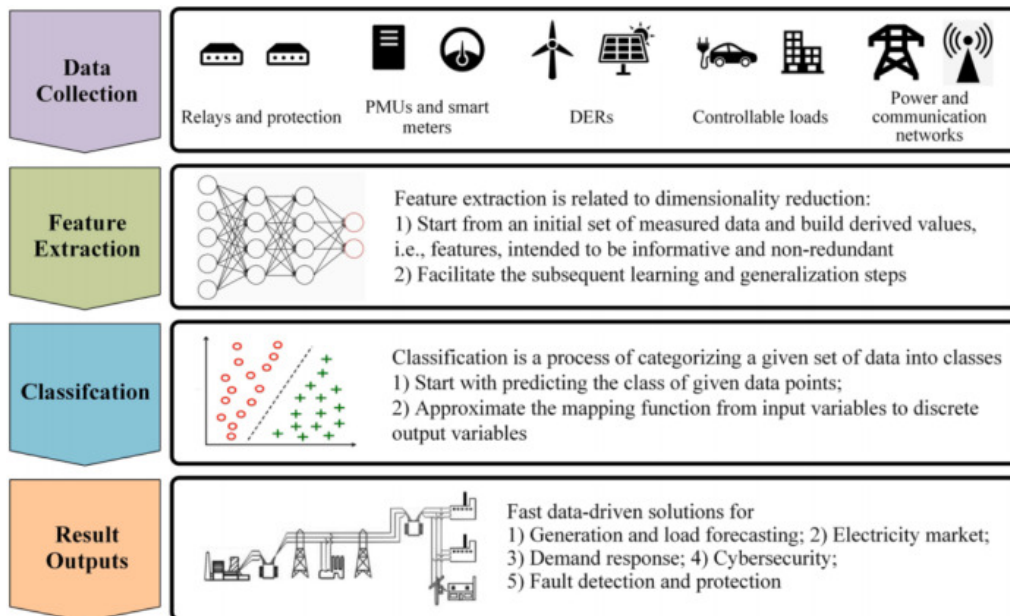 Data
Collection
Relays and protection
PMUs and smart
meters
DERs
Controllable loads
Power and
communication
networks
Feature
Extraction
Feature extraction is related to dimensionality reduction:
1) Start from an initial set of measured data and build derived values,
i.e., features, intended to be informative and non-redundant
2) Facilitate the subsequent learning and generalization steps
Classifcation
Classification is a process of categorizing a given set of data into classes
1) Start with predicting the class of given data points;
2) Approximate the mapping function from input variables to discrete
output variables
Result
Outputs
Fast data-driven solutions for
1) Generation and load forecasting; 2) Electricity market;
3) Demand response; 4) Cybersecurity;
5) Fault detection and protection